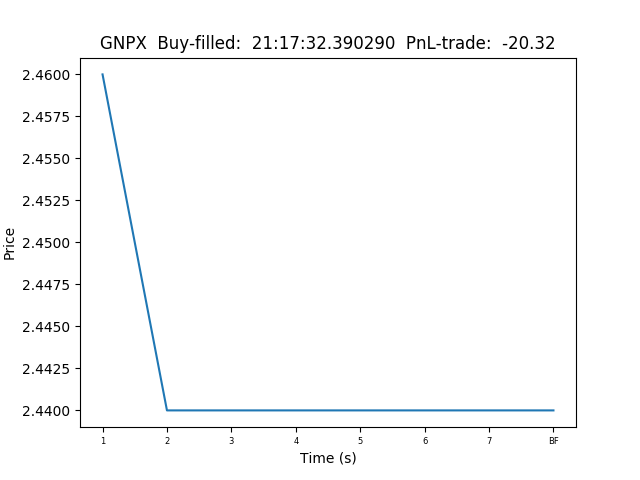 GNPX  Buy-filled:  21:17:32.390290  PnL-trade:  -20.32
2.4600
2.4575
2.4550
2.4525
2.4500
2.4475
2.4450
2.4425
2.4400
Price
1 2 3 4 5 6 7 BF
Time (s)